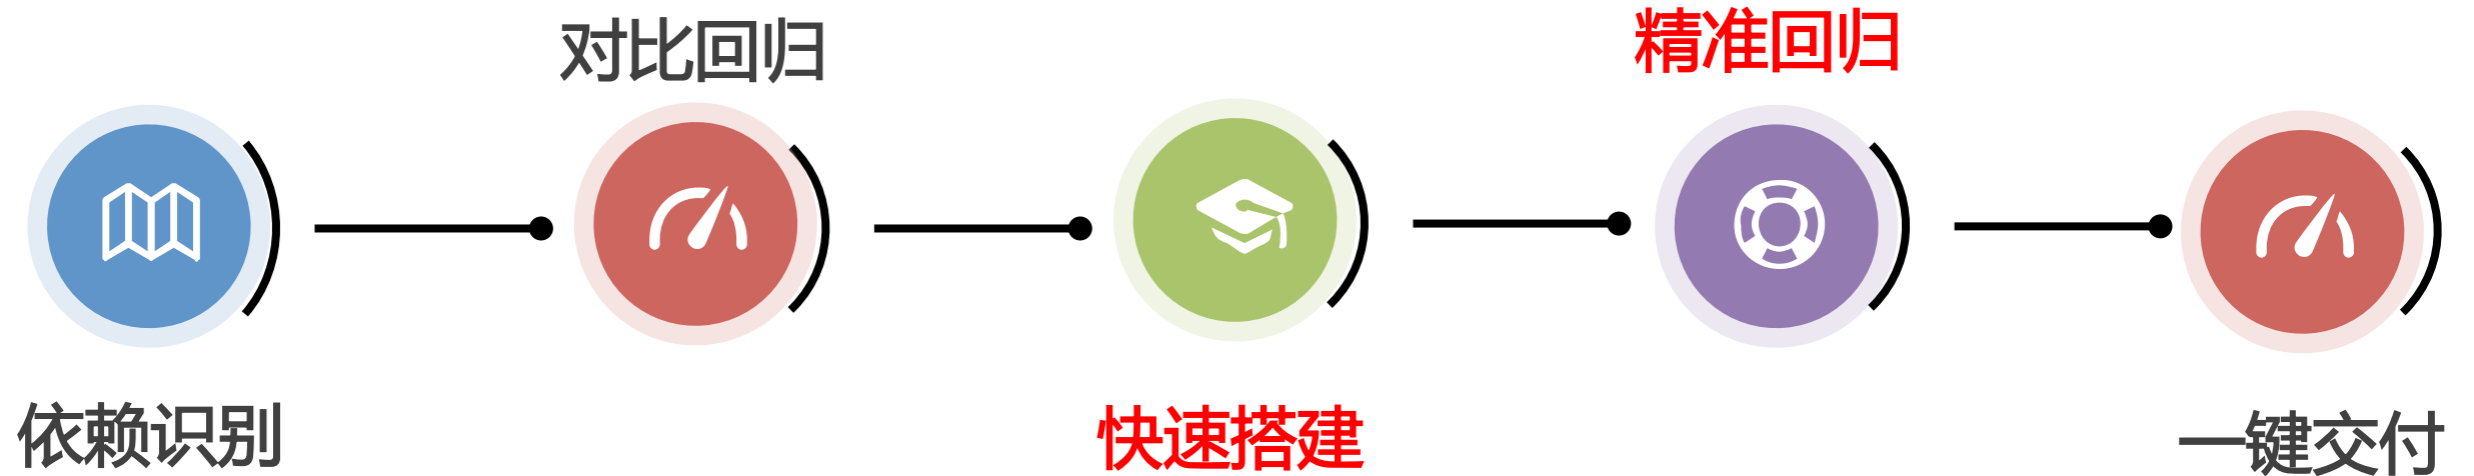 依赖识别
对比回归
快速搭建
精准回归
一键交付